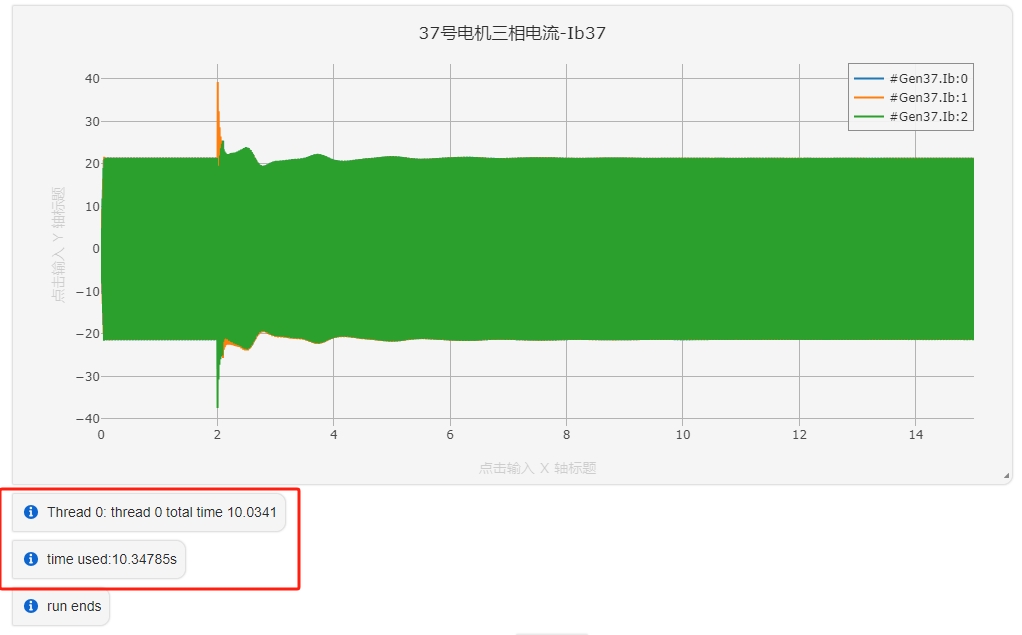 37号电机三相电流-Ib37
#Gen37.Ib:0
#Gen37.Ib:1
#Gen37.Ib:2
40
30
20
10
0
−10
−20
−30
−40
点击输入 Y 轴标题
0 2 4 6 8 10 12 14
点击输入 X 轴标题
Thread 0: thread 0 total time 10.0341
time used:10.34785s
run ends